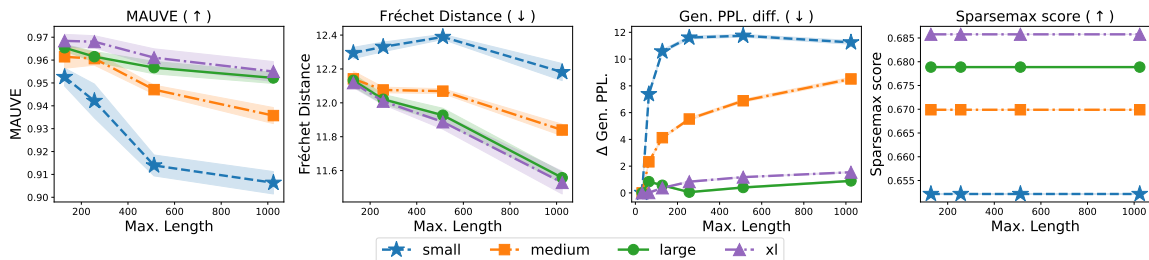 MAUVE ( ↑ )
MAUVE
0.97
0.96
0.95
0.94
0.93
0.92
0.91
0.90
200 400 600 800 1000
Max. Length
Fréchet Distance ( ↓ )
Fréchet Distance
12.4
12.2
12.0
11.8
11.6
200 400 600 800 1000
Max. Length
Gen. PPL. diff. ( ↓ )
Δ Gen. PPL.
12
10
8
6
4
2
0
0 200 400 600 800 1000
Max. Length
Sparsemax score ( ↑ )
Sparsemax score
0.685
0.680
0.675
0.670
0.665
0.660
0.655
200 400 600 800 1000
Max. Length
small medium large xl